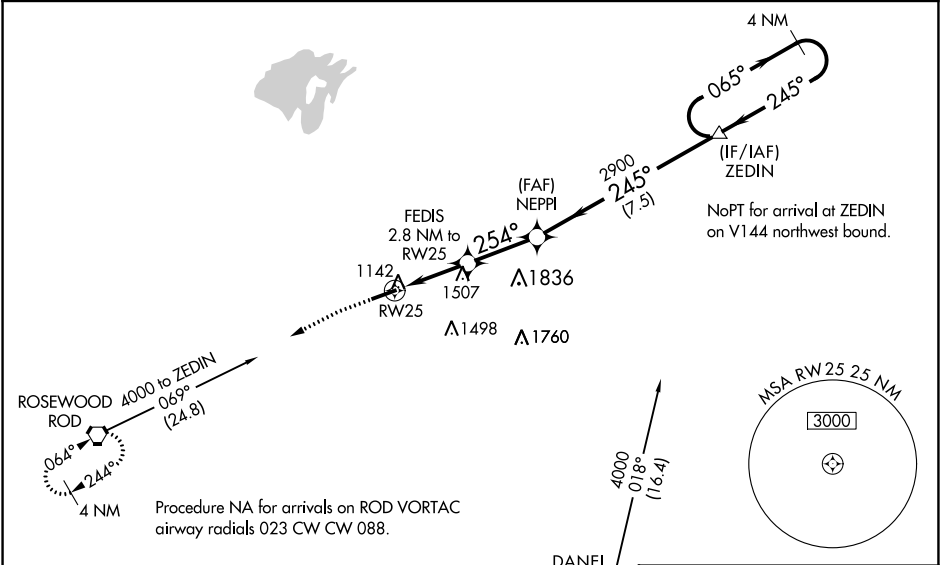 4 NM
065°
245°
(IF/IAF)
ZEDIN
2900
245°
(7.5)
(FAF)
NEPPI
NoPT for arrival at ZEDIN
on V144 northwest bound.
FEDIS
2.8 NM to
RW25
254°
1142
1507
1836
RW25
1498
1760
4000 to ZEDIN
069°
(24.8)
ROSEWOOD
ROD
064°
244°
4 NM
Procedure NA for arrivals on ROD VORTAC
airway radials 023 CW CW 088.
4000
018°
(16.4)
MSA RW25 25 NM
3000